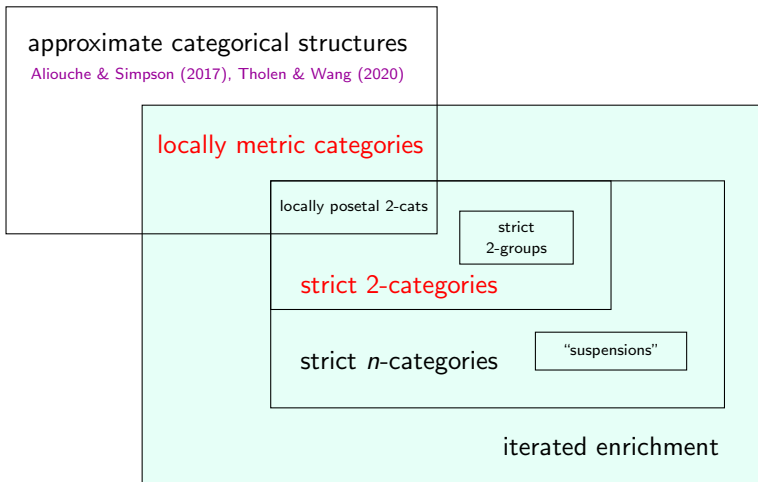 approximate categorical structures
Aliouche & Simpson (2017), Tholen & Wang (2020)
locally metric categories
locally posetal 2-cats
strict
2-groups
strict 2-categories
strict n-categories
“suspensions”
iterated enrichment